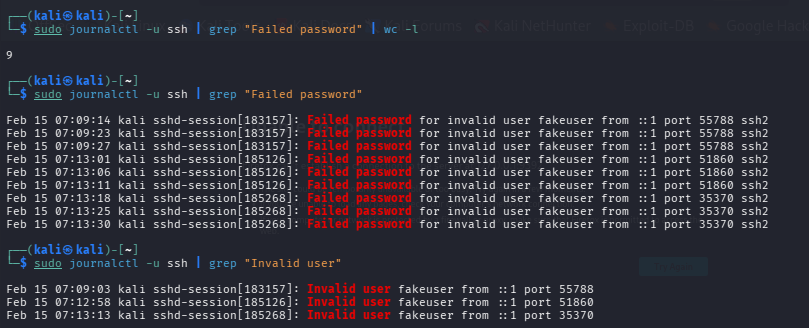 Forums Kali NetHunter Exploit-DB Google Hack
┌──(kali㉿kali)-[~]
└─$ sudo journalctl -u ssh | grep "Failed password" | wc -l
9
┌──(kali㉿kali)-[~]
└─$ sudo journalctl -u ssh | grep "Failed password"
Feb 15 07:09:14 kali sshd-session[183157]: Failed password for invalid user fakeuser from ::1 port 55788 ssh2
Feb 15 07:09:23 kali sshd-session[183157]: Failed password for invalid user fakeuser from ::1 port 55788 ssh2
Feb 15 07:09:27 kali sshd-session[183157]: Failed password for invalid user fakeuser from ::1 port 55788 ssh2
Feb 15 07:13:01 kali sshd-session[185126]: Failed password for invalid user fakeuser from ::1 port 51860 ssh2
Feb 15 07:13:06 kali sshd-session[185126]: Failed password for invalid user fakeuser from ::1 port 51860 ssh2
Feb 15 07:13:11 kali sshd-session[185126]: Failed password for invalid user fakeuser from ::1 port 51860 ssh2
Feb 15 07:13:18 kali sshd-session[185268]: Failed password for invalid user fakeuser from ::1 port 35370 ssh2
Feb 15 07:13:25 kali sshd-session[185268]: Failed password for invalid user fakeuser from ::1 port 35370 ssh2
Feb 15 07:13:30 kali sshd-session[185268]: Failed password for invalid user fakeuser from ::1 port 35370 ssh2
┌──(kali㉿kali)-[~]
└─$ sudo journalctl -u ssh | grep "Invalid user"
Feb 15 07:09:03 kali sshd-session[183157]: Invalid user fakeuser from ::1 port 55788
Feb 15 07:12:58 kali sshd-session[185126]: Invalid user fakeuser from ::1 port 51860
Feb 15 07:13:13 kali sshd-session[185268]: Invalid user fakeuser from ::1 port 35370